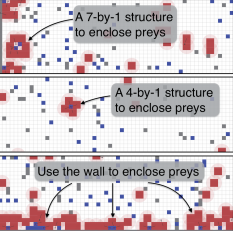 A 7-by-1 structure
to enclose preys
A 4-by-1 structure
to enclose preys
Use the wall to enclose preys